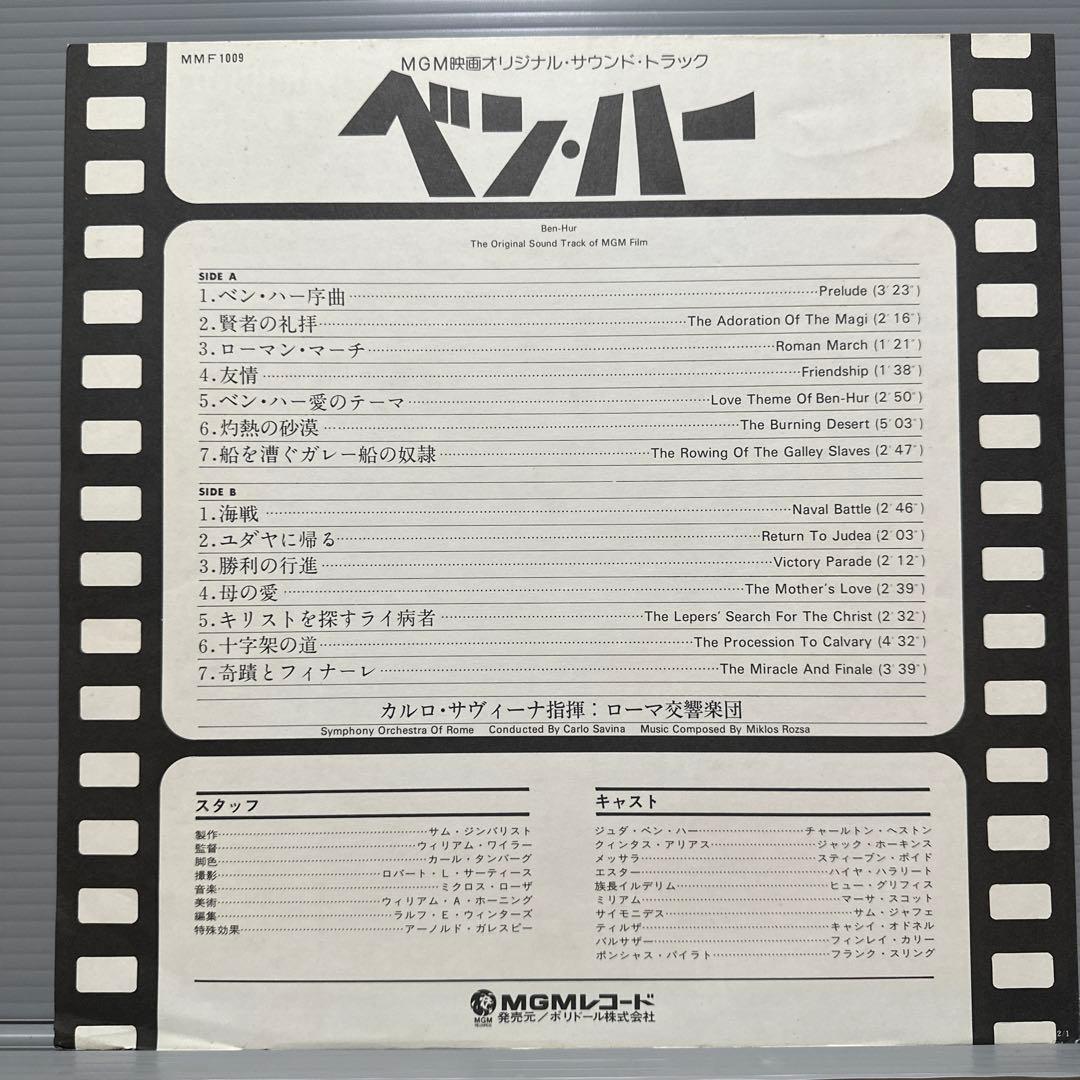 MMF1009
MGM映画オリジナル・サウンド・トラック
ベン・ハー
Ben-Hur
The Original Sound Track of MGM Film
SIDE A
1.ベン・ハー序曲 Prelude (3′23″)
2.賢者の礼拝 The Adoration Of The Magi (2′16″)
3.ローマン・マーチ Roman March (1′21″)
4.友情 Friendship (1′38″)
5.ベン・ハー愛のテーマ Love Theme Of Ben-Hur (2′50″)
6.灼熱の砂漠 The Burning Desert (5′03″)
7.船を漕ぐガレー船の奴隷 The Rowing Of The Galley Slaves (2′47″)
SIDE B
1.海戦 Naval Battle (2′46″)
2.ユダヤに帰る Return To Judea (2′03″)
3.勝利の行進 Victory Parade (2′12″)
4.母の愛 The Mother's Love (2′39″)
5.キリストを探すライ病者 The Lepers' Search For The Christ (2′32″)
6.十字架の道 The Procession To Calvary (4′32″)
7.奇蹟とフィナーレ The Miracle And Finale (3′39″)
カルロ・サヴィーナ指揮：ローマ交響楽団
Symphony Orchestra Of Rome Conducted By Carlo Savina Music Composed By Miklos Rozsa
スタッフ
製作 サム・ジンバリスト
監督 ウィリアム・ワイラー
脚色 カール・タンバーグ
撮影 ロバート・L・サーティース
音楽 ミクロス・ローザ
美術 ウィリアム・A・ホーニング
編集 ラルフ・E・ウィンターズ
特殊効果 アーノルド・ガレスピー
キャスト
ジュダ・ベン・ハー チャールトン・ヘストン
クィンタス・アリアス ジャック・ホーキンス
メッサラ スティーブン・ボイド
エスター ハイヤ・ハラリート
族長イルデリム ヒュー・グリフィス
ミリアム マーサ・スコット
サイモニデス サム・ジャフェ
ティルザ キャシイ・オドネル
バルサザー フィンレイ・カリー
ポンシャス・パイラト フランク・スリング
MGM RECORDS
MGMレコード
発売元／ポリドール株式会社
2/1